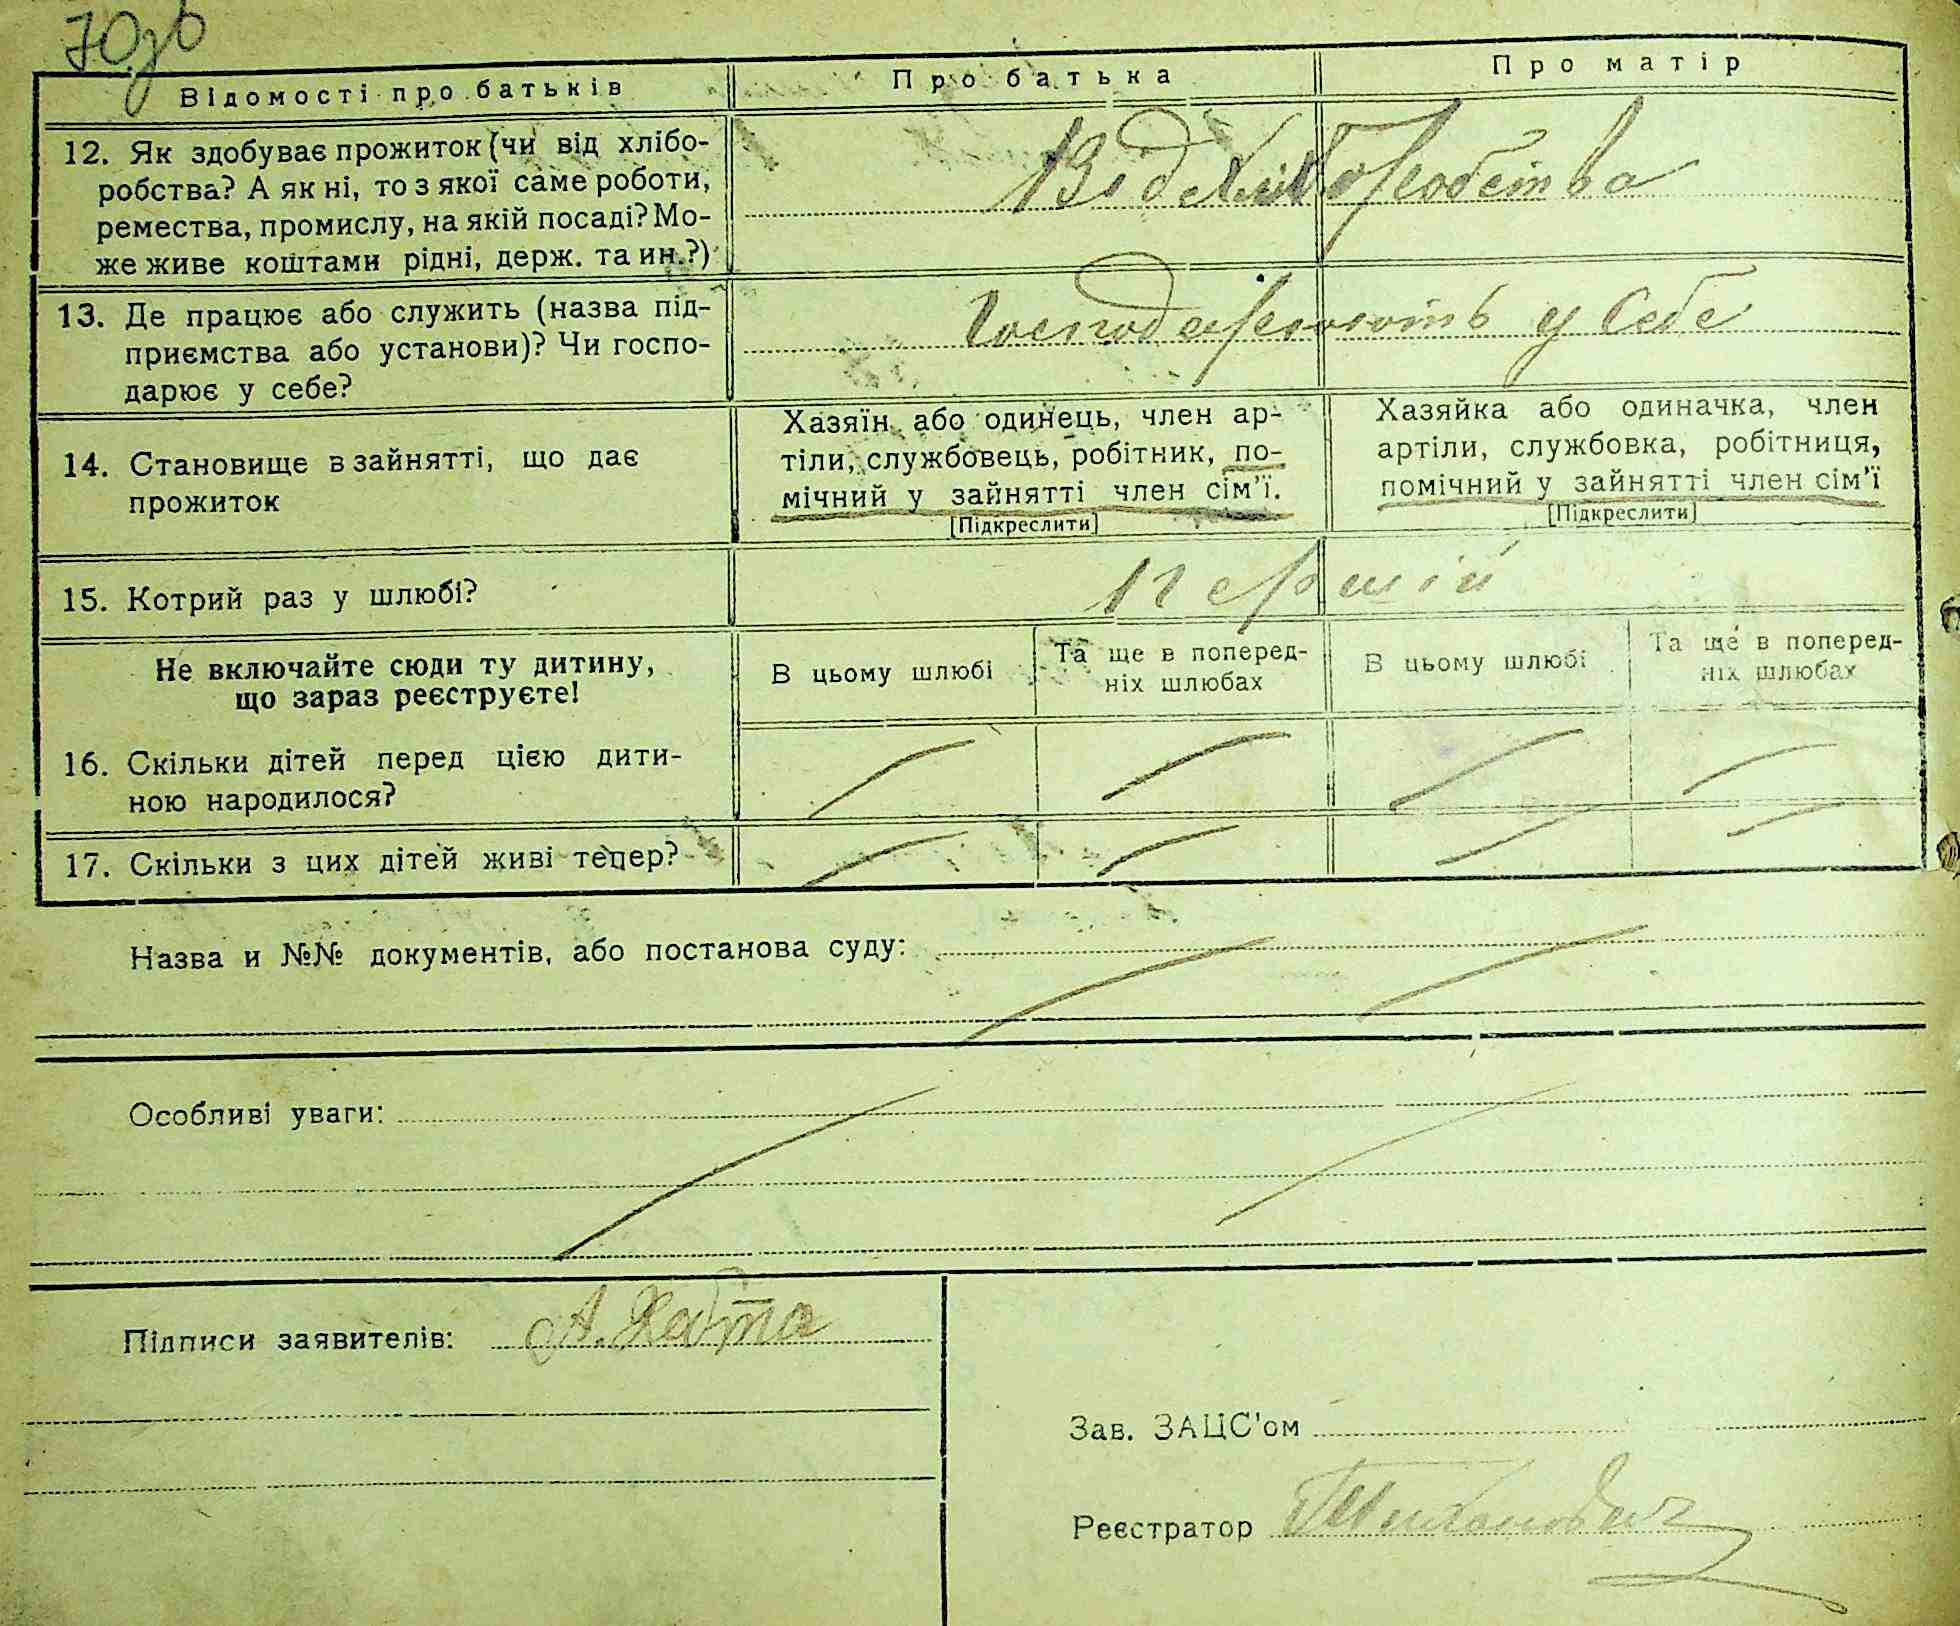 70зв
Відомості про батьків Про батька Про матір
12. Як здобуває прожиток (чи від хлібо-
робства? А як ні, то з якої саме роботи,
ремества, промислу, на якій посаді? Мо-
же живе коштами рідні, держ. та ин.?)
Від хліборобства
13. Де працює або служить (назва під-
приємства або установи)? Чи госпо-
дарює у себе?
Господарюють у себе
14. Становище в зайнятті, що дає
прожиток
Хазяїн або одинець, член ар-
тіли, службовець, робітник, по-
мічний у зайнятті член сім'ї.
[Підкреслити]
Хазяйка або одиначка, член
артіли, службовка, робітниця,
помічний у зайнятті член сім'ї
[Підкреслити]
15. Котрий раз у шлюбі?
Перший
Не включайте сюди ту дитину,
що зараз реєструєте!
В цьому шлюбі
Та ще в поперед-
ніх шлюбах
В цьому шлюбі
Та ще в поперед-
ніх шлюбах
16. Скільки дітей перед цією дити-
ною народилося?
17. Скільки з цих дітей живі тепер?
Назва и №№ документів, або постанова суду:
Особливі уваги:
Підписи заявителів:
Зав. ЗАЦС'ом
Реєстратор